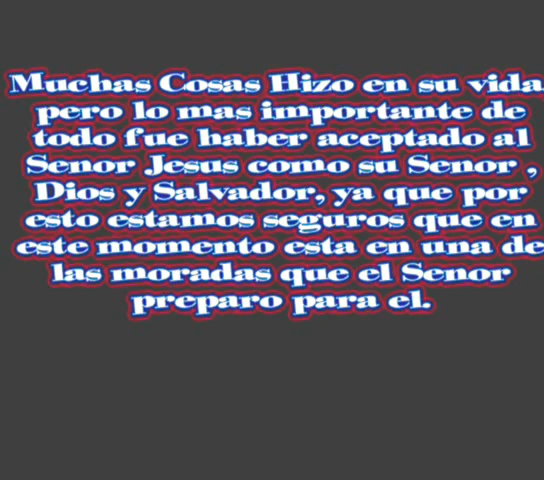 Muchas Cosas Hizo en su vida
pero lo mas importante de
todo fue haber aceptado al
Senor Jesus como su Senor ,
Dios y Salvador, ya que por
esto estamos seguros que en
este momento esta en una de
las moradas que el Senor
preparo para el.